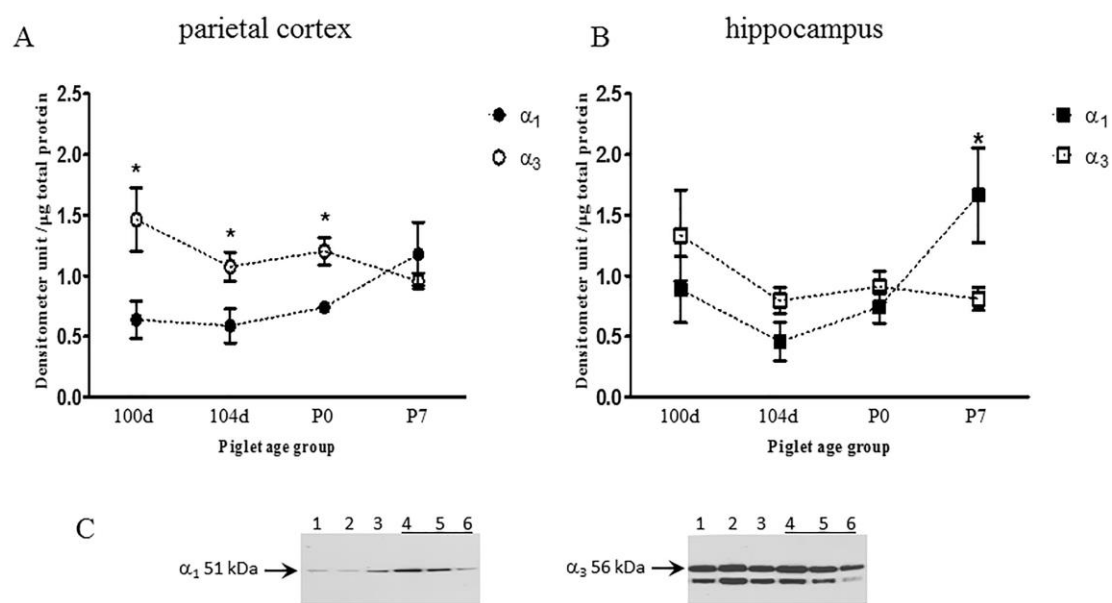 A
parietal cortex
B
hippocampus
Densitometer unit /µg total protein
2.5
2.0
1.5
1.0
0.5
0.0
* * *
100d 104d P0 P7
Piglet age group
α1
α3
Densitometer unit /µg total protein
2.5
2.0
1.5
1.0
0.5
0.0
*
100d 104d P0 P7
Piglet age group
α1
α3
C
1 2 3 4 5 6
α1 51 kDa
1 2 3 4 5 6
α3 56 kDa